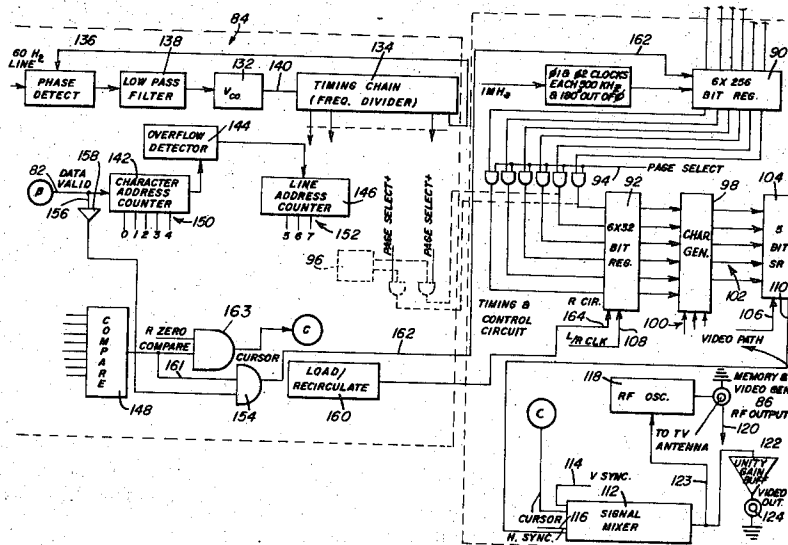 84
136
138
134
60 Hz LINE
PHASE DETECT
LOW PASS FILTER
132
VCO
140
TIMING CHAIN
(FREQ. DIVIDER)
162
1MHz
Ø1 & Ø2 CLOCKS
EACH 500 KHz
& 180° OUT OF Ø
90
6 X 256
BIT REG.
OVERFLOW
DETECTOR
144
82
B
DATA VALID
158
142
156
CHARACTER
ADDRESS
COUNTER
150
0 1 2 3 4
LINE
ADDRESS
COUNTER
146
5 6 7
152
96
PAGE SELECT+
PAGE SELECT+
94
PAGE SELECT
92
6X32
BIT
REG.
98
CHAR
GEN.
104
5
BIT
SR
110
102
106
100
VIDEO PATH
TIMING &
CONTROL
CIRCUIT
R CIR.
164
L/R CLK
108
COMPARE
148
R ZERO
COMPARE
163
C
CURSOR
161
154
162
LOAD/
RECIRCULATE
160
118
RF OSC.
MEMORY &
VIDEO GEN
86
RF OUTPUT
120
TO TV
ANTENNA
C
114
V SYNC.
112
123
122
UNITY
GAIN
BUFF
VIDEO
OUT.
124
CURSOR
116
H. SYNC.
SIGNAL
MIXER